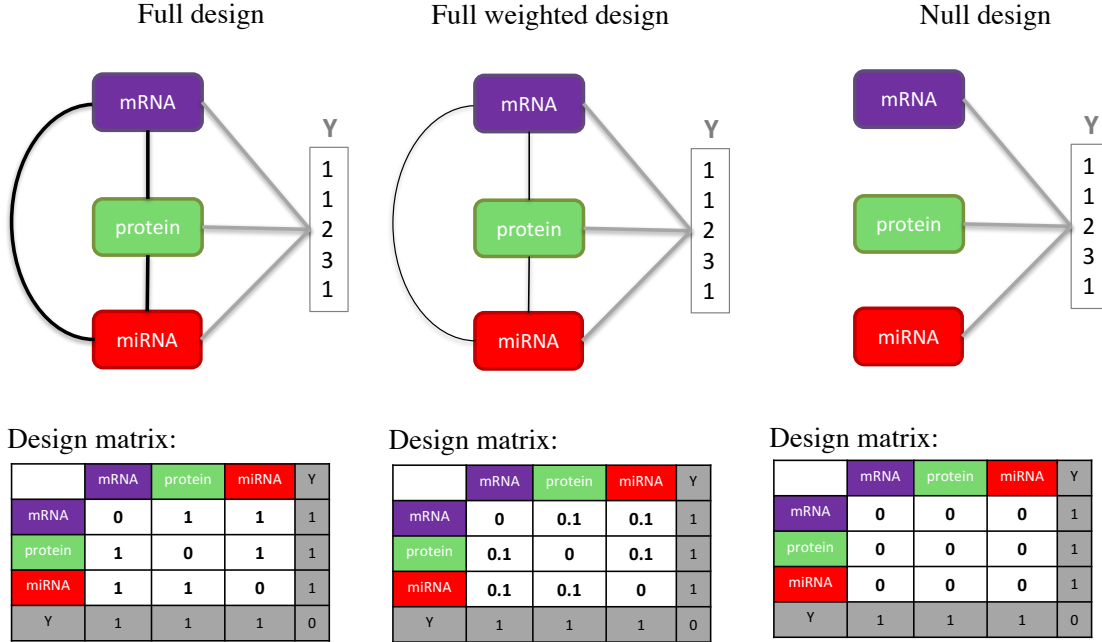 Full design
Full weighted design
Null design
mRNA
protein
miRNA
Y
1
1
2
3
1
mRNA
protein
miRNA
Y
1
1
2
3
1
mRNA
protein
miRNA
Y
1
1
2
3
1
Design matrix:
mRNA protein miRNA Y
mRNA 0 1 1 1
protein 1 0 1 1
miRNA 1 1 0 1
Y 1 1 1 0
Design matrix:
mRNA protein miRNA Y
mRNA 0 0.1 0.1 1
protein 0.1 0 0.1 1
miRNA 0.1 0.1 0 1
Y 1 1 1 0
Design matrix:
mRNA protein miRNA Y
mRNA 0 0 0 1
protein 0 0 0 1
miRNA 0 0 0 1
Y 1 1 1 0